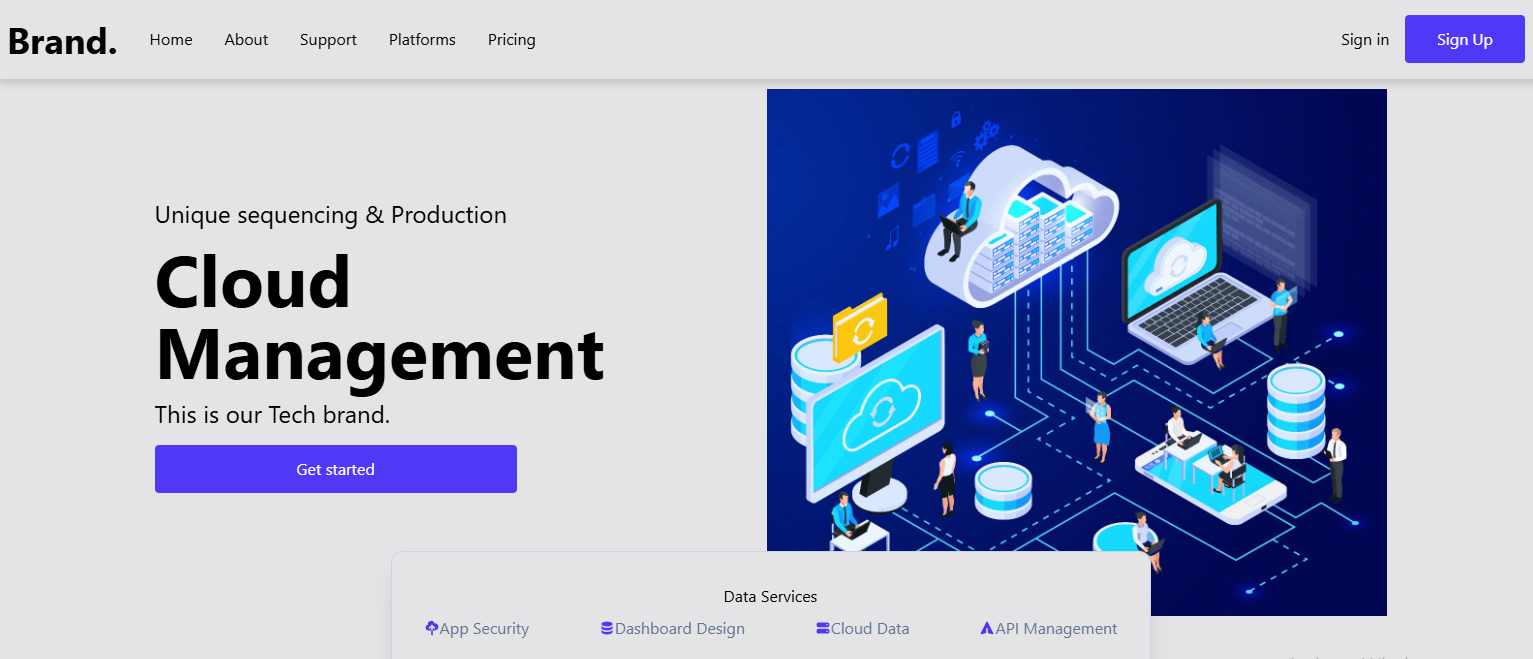 Brand. Home About Support Platforms Pricing Sign in Sign Up
Unique sequencing & Production
Cloud
Management
This is our Tech brand.
Get started
Data Services
App Security Dashboard Design Cloud Data API Management